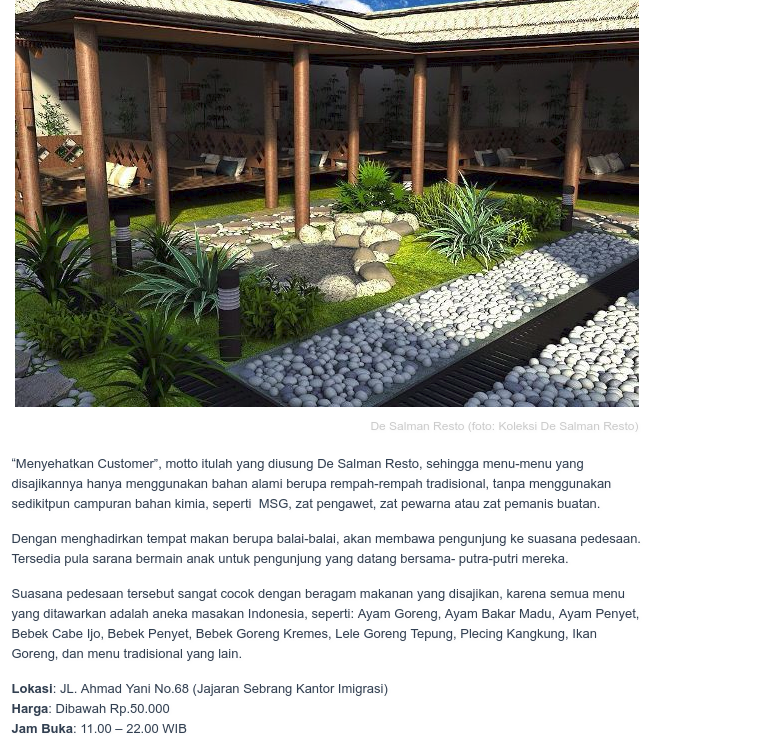 De Salman Resto (foto: Koleksi De Salman Resto)
“Menyehatkan Customer”, motto itulah yang diusung De Salman Resto, sehingga menu-menu yang
disajikannya hanya menggunakan bahan alami berupa rempah-rempah tradisional, tanpa menggunakan
sedikitpun campuran bahan kimia, seperti  MSG, zat pengawet, zat pewarna atau zat pemanis buatan.
Dengan menghadirkan tempat makan berupa balai-balai, akan membawa pengunjung ke suasana pedesaan.
Tersedia pula sarana bermain anak untuk pengunjung yang datang bersama- putra-putri mereka.
Suasana pedesaan tersebut sangat cocok dengan beragam makanan yang disajikan, karena semua menu
yang ditawarkan adalah aneka masakan Indonesia, seperti: Ayam Goreng, Ayam Bakar Madu, Ayam Penyet,
Bebek Cabe Ijo, Bebek Penyet, Bebek Goreng Kremes, Lele Goreng Tepung, Plecing Kangkung, Ikan
Goreng, dan menu tradisional yang lain.
Lokasi: JL. Ahmad Yani No.68 (Jajaran Sebrang Kantor Imigrasi)
Harga: Dibawah Rp.50.000
Jam Buka: 11.00 – 22.00 WIB